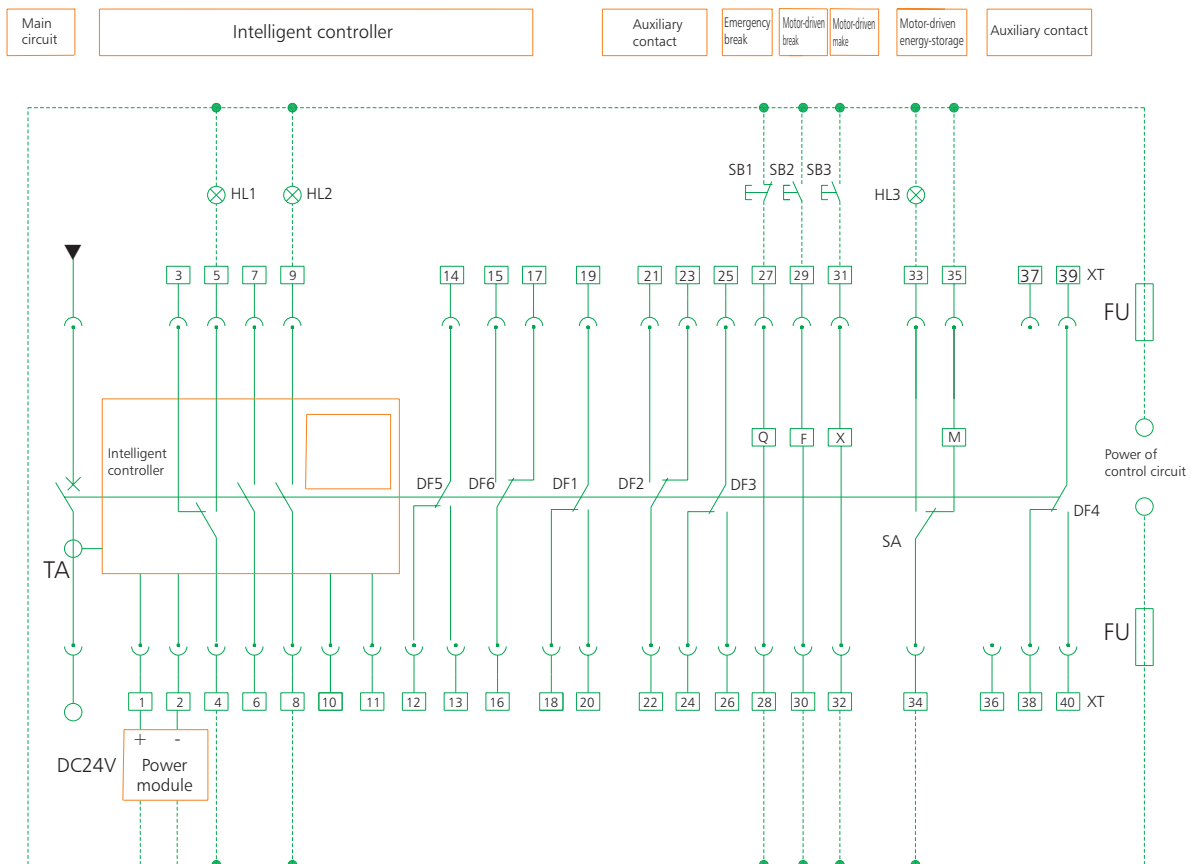 Main
circuit
Intelligent controller
Auxiliary
contact
Emergency
break
Motor-driven
break
Motor-driven
make
Motor-driven
energy-storage
Auxiliary contact
SB1 SB2 SB3
HL1 HL2 HL3
3 5 7 9 14 15 17 19 21 23 25 27 29 31 33 35 37 39 XT
FU
Q F X M
Intelligent
controller
Power of
control circuit
DF5 DF6 DF1 DF2 DF3
DF4
SA
TA
FU
1 2 4 6 8 10 11 12 13 16 18 20 22 24 26 28 30 32 34 36 38 40 XT
+ -
DC24V Power
module